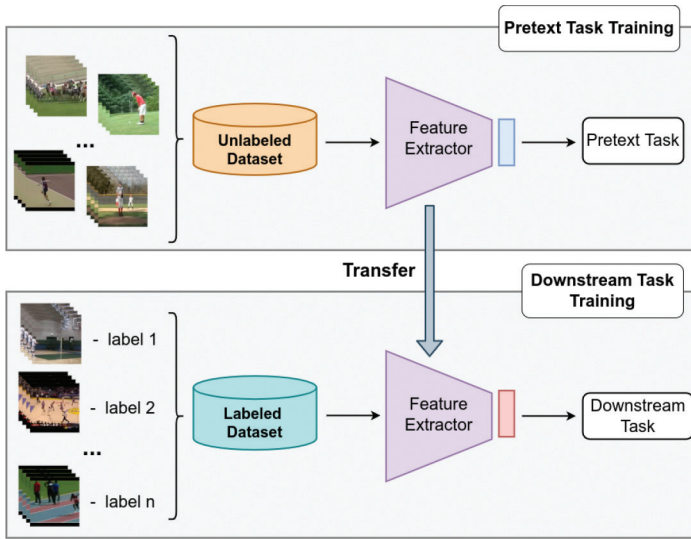 Pretext Task Training
...
Unlabeled
Dataset
Feature
Extractor
Pretext Task
Transfer
Downstream Task
Training
- label 1
- label 2
...
- label n
Labeled
Dataset
Feature
Extractor
Downstream
Task